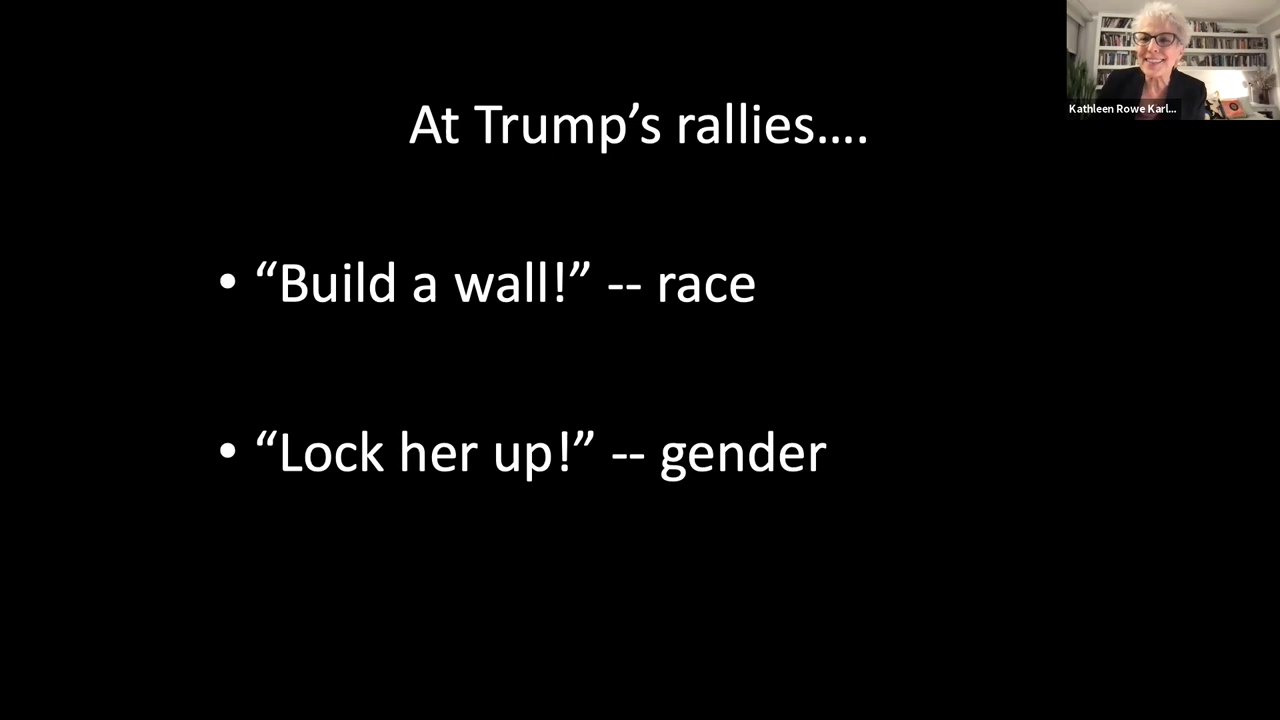 At Trump’s rallies….
Kathleen Rowe Karl...
• “Build a wall!” -- race
• “Lock her up!” -- gender